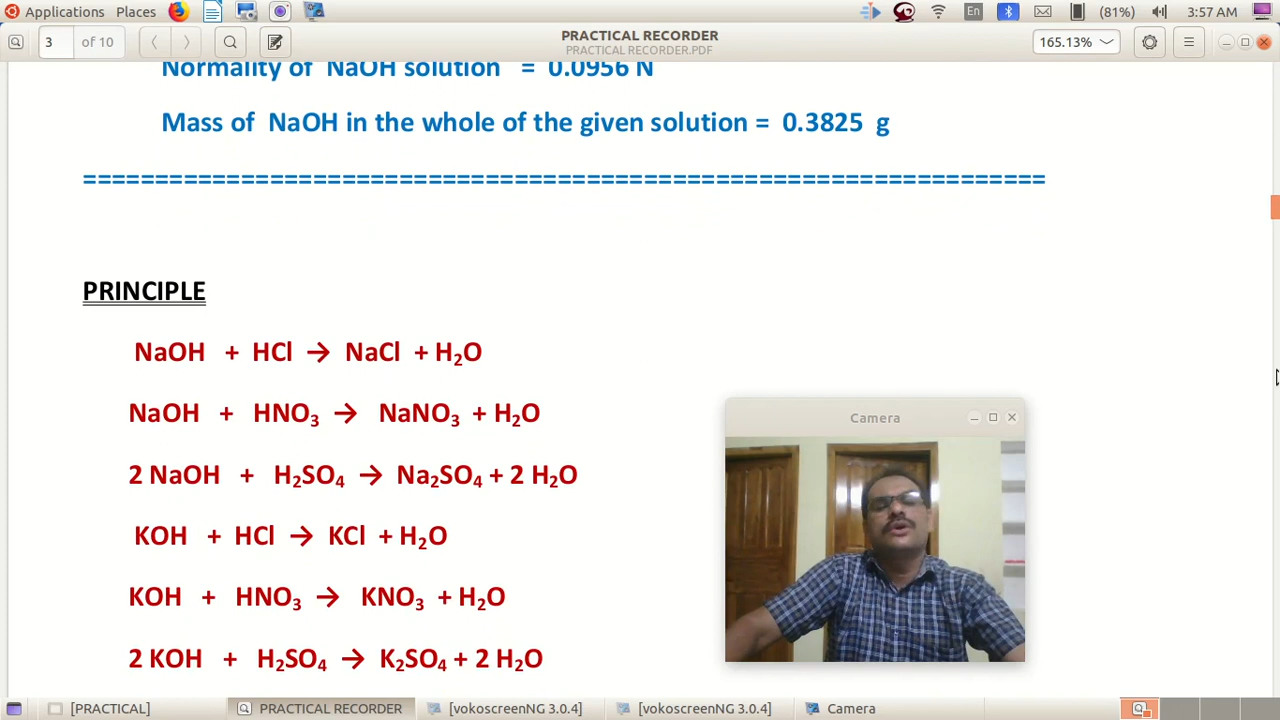 Applications Places En (81%) 3:57 AM
3 of 10 PRACTICAL RECORDER 165.13%
PRACTICAL RECORDER.PDF
Normality of NaOH solution = 0.0956 N
Mass of NaOH in the whole of the given solution = 0.3825 g
==================================================================
PRINCIPLE
NaOH + HCl → NaCl + H₂O
NaOH + HNO₃ → NaNO₃ + H₂O
2 NaOH + H₂SO₄ → Na₂SO₄ + 2 H₂O
KOH + HCl → KCl + H₂O
KOH + HNO₃ → KNO₃ + H₂O
2 KOH + H₂SO₄ → K₂SO₄ + 2 H₂O
Camera
[PRACTICAL] PRACTICAL RECORDER [vokoscreenNG 3.0.4] [vokoscreenNG 3.0.4] Camera